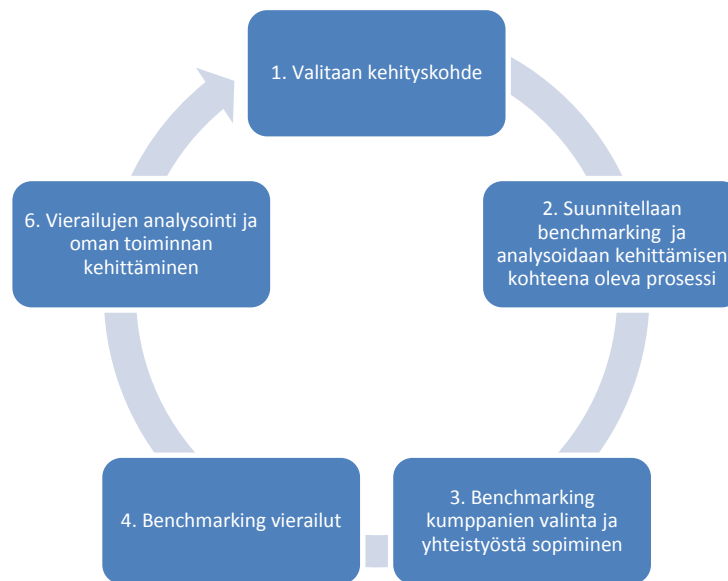 1. Valitaan kehityskohde
2. Suunnitellaan
benchmarking ja
analysoidaan kehittämisen
kohteena oleva prosessi
3. Benchmarking
kumppanien valinta ja
yhteistyöstä sopiminen
4. Benchmarking vierailut
6. Vierailujen analysointi ja
oman toiminnan
kehittäminen